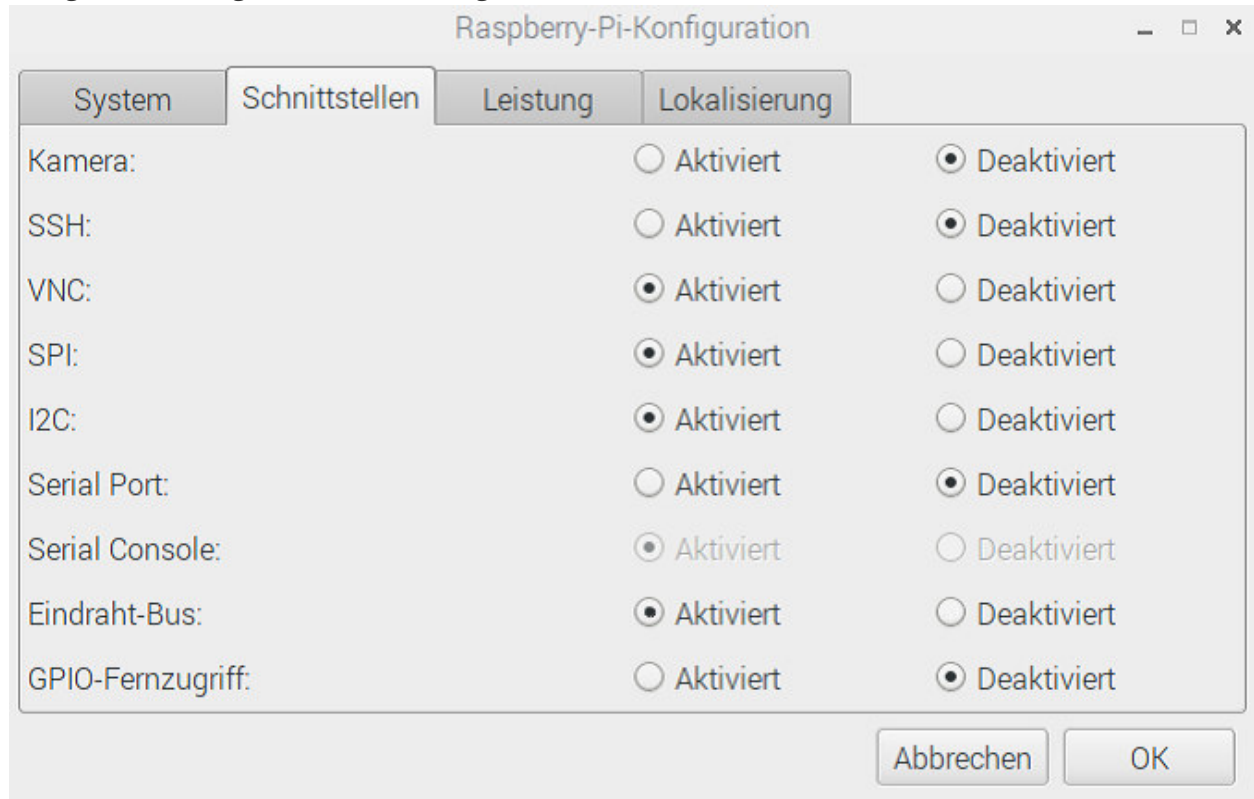 Raspberry-Pi-Konfiguration
System Schnittstellen Leistung Lokalisierung
Kamera: Aktiviert Deaktiviert
SSH: Aktiviert Deaktiviert
VNC: Aktiviert Deaktiviert
SPI: Aktiviert Deaktiviert
I2C: Aktiviert Deaktiviert
Serial Port: Aktiviert Deaktiviert
Serial Console: Aktiviert Deaktiviert
Eindraht-Bus: Aktiviert Deaktiviert
GPIO-Fernzugriff: Aktiviert Deaktiviert
Abbrechen OK